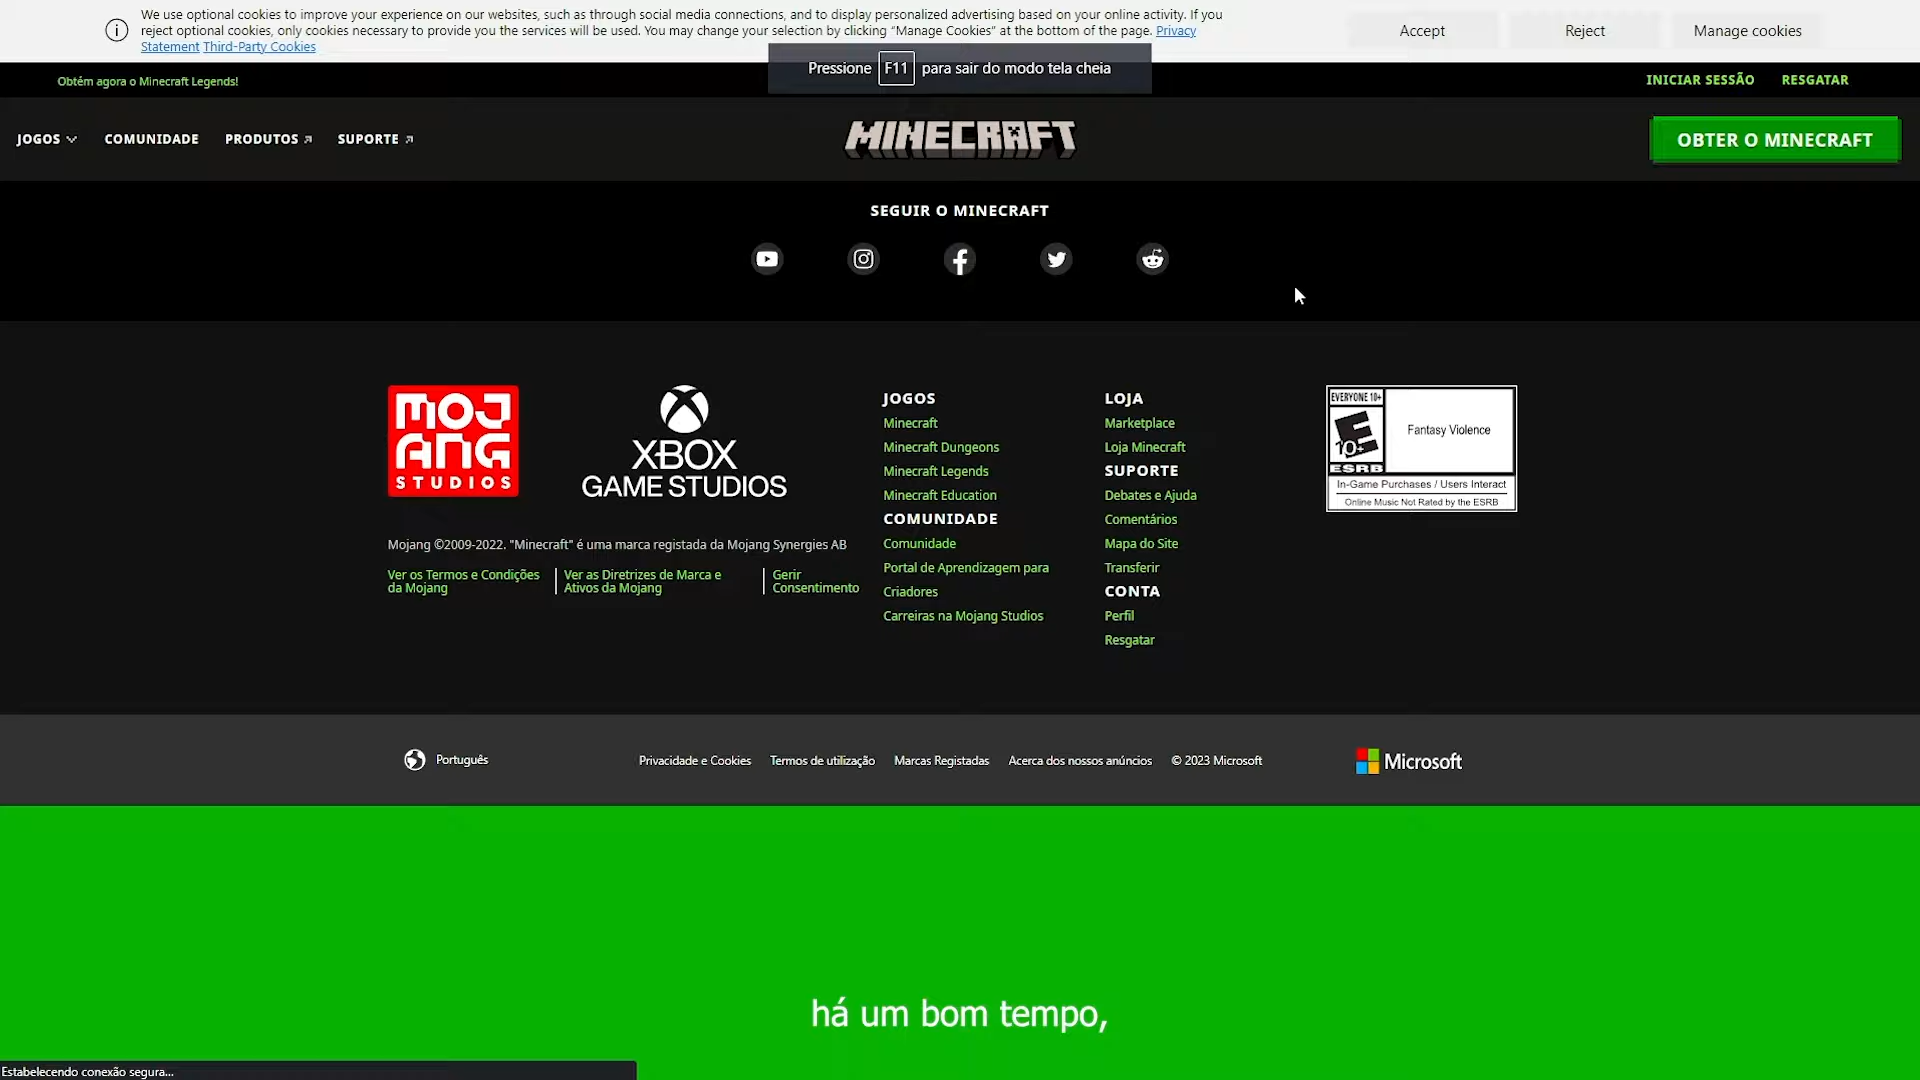 We use optional cookies to improve your experience on our websites, such as through social media connections, and to display personalized advertising based on your online activity. If you
reject optional cookies, only cookies necessary to provide you the services will be used. You may change your selection by clicking “Manage Cookies” at the bottom of the page. Privacy
Statement Third-Party Cookies
Accept
Reject
Manage cookies
Pressione F11 para sair do modo tela cheia
Obtém agora o Minecraft Legends!
INICIAR SESSÃO
RESGATAR
JOGOS
COMUNIDADE
PRODUTOS
SUPORTE
MINECRAFT
OBTER O MINECRAFT
SEGUIR O MINECRAFT
MOJ
ANG
STUDIOS
XBOX
GAME STUDIOS
Mojang ©2009-2022. "Minecraft" é uma marca registada da Mojang Synergies AB
Ver os Termos e Condições
da Mojang
Ver as Diretrizes de Marca e
Ativos da Mojang
Gerir
Consentimento
JOGOS
Minecraft
Minecraft Dungeons
Minecraft Legends
Minecraft Education
COMUNIDADE
Comunidade
Portal de Aprendizagem para
Criadores
Carreiras na Mojang Studios
LOJA
Marketplace
Loja Minecraft
SUPORTE
Debates e Ajuda
Comentários
Mapa do Site
Transferir
CONTA
Perfil
Resgatar
EVERYONE 10+
E
10+
ESRB
Fantasy Violence
In-Game Purchases / Users Interact
Online Music Not Rated by the ESRB
Português
Privacidade e Cookies
Termos de utilização
Marcas Registadas
Acerca dos nossos anúncios
© 2023 Microsoft
Microsoft
há um bom tempo,
Estabelecendo conexão segura...